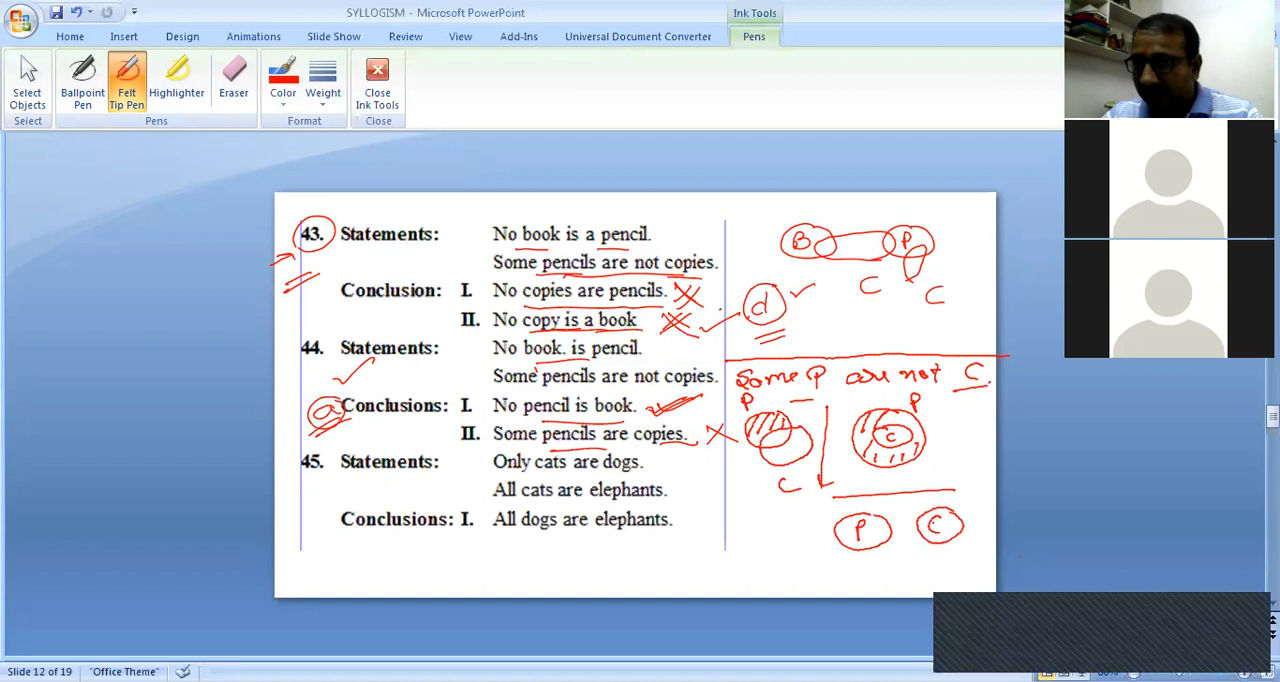 SYLLOGISM - Microsoft PowerPoint
Ink Tools
Home Insert Design Animations Slide Show Review View Add-Ins Universal Document Converter Pens
Select Objects
Ballpoint Pen
Felt Tip Pen
Highlighter
Eraser
Color
Weight
Close Ink Tools
Select Pens Format Close
43. Statements: No book is a pencil.
Some pencils are not copies.
Conclusion: I. No copies are pencils.
II. No copy is a book
44. Statements: No book. is pencil.
Some pencils are not copies.
Conclusions: I. No pencil is book.
II. Some pencils are copies.
45. Statements: Only cats are dogs.
All cats are elephants.
Conclusions: I. All dogs are elephants.
B P
C C
d
a
Some P are not C.
P P
C
C
P C
Slide 12 of 19 "Office Theme"